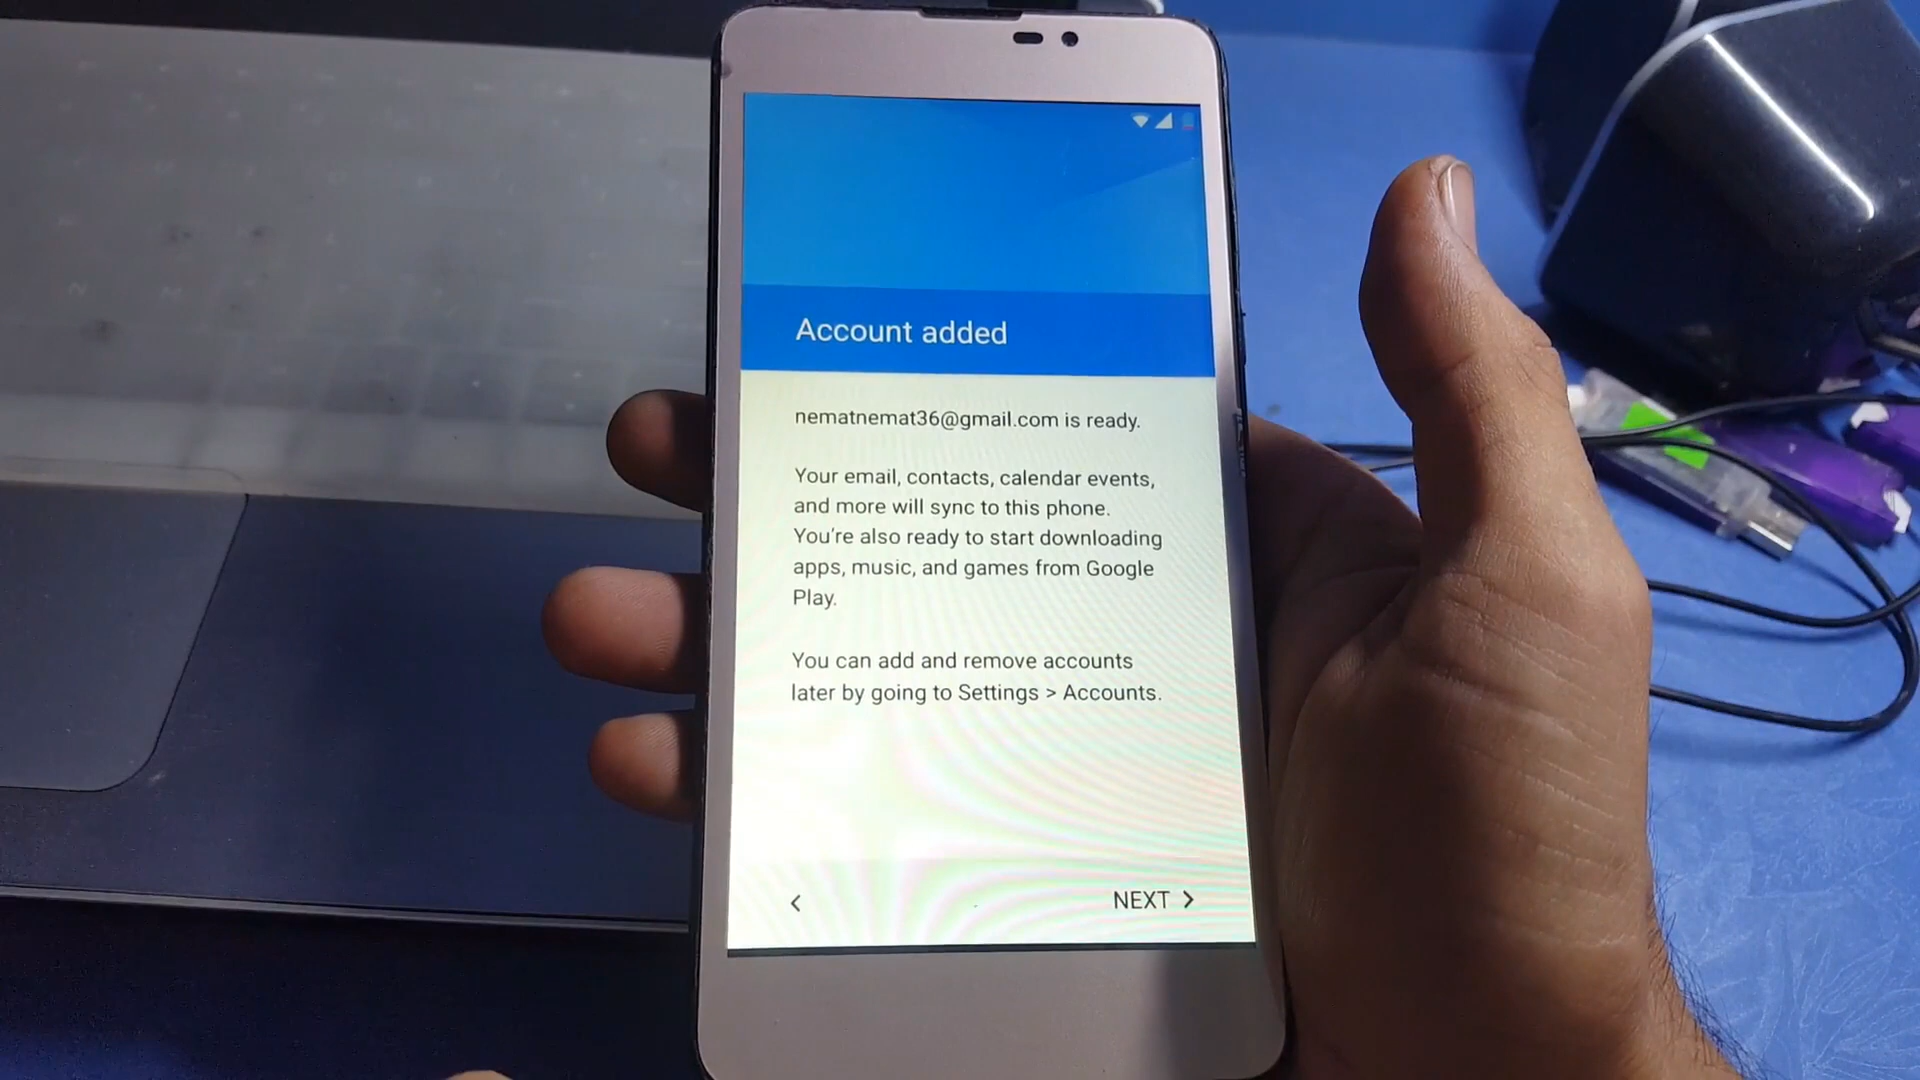 Account added
nematnemat36@gmail.com is ready.
Your email, contacts, calendar events,
and more will sync to this phone.
You're also ready to start downloading
apps, music, and games from Google
Play.
You can add and remove accounts
later by going to Settings > Accounts.
< NEXT >